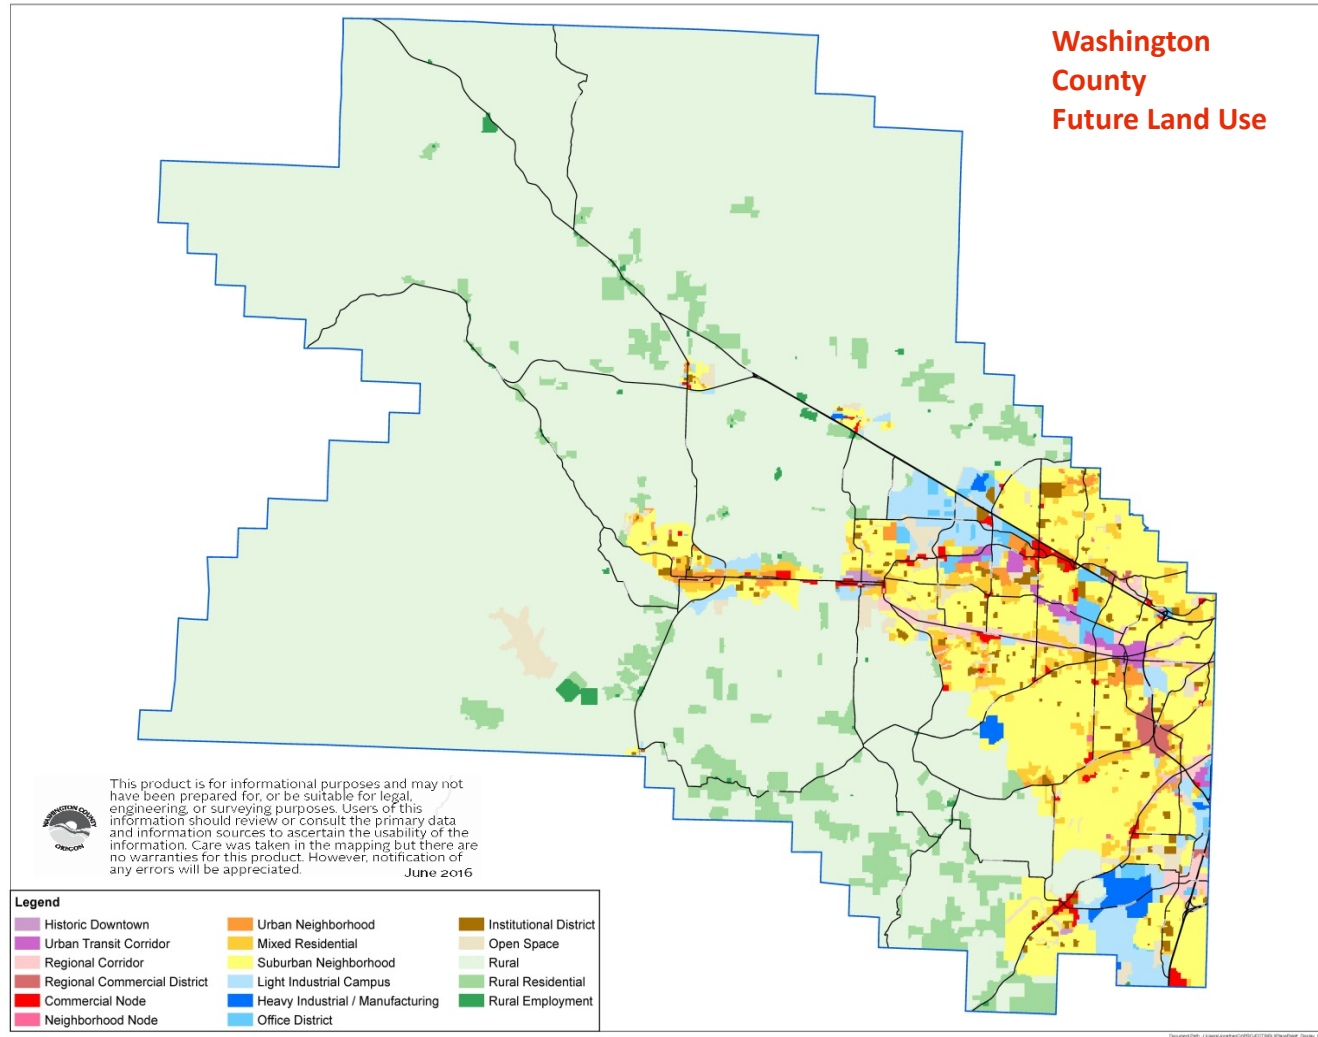 Washington
County
Future Land Use
This product is for informational purposes and may not
have been prepared for, or be suitable for legal,
engineering, or surveying purposes. Users of this
information should review or consult the primary data
and information sources to ascertain the usability of the
information. Care was taken in the mapping but there are
no warranties for this product. However, notification of
any errors will be appreciated.
June 2016
WASHINGTON COUNTY
OREGON
Legend
Historic Downtown
Urban Transit Corridor
Regional Corridor
Regional Commercial District
Commercial Node
Neighborhood Node
Urban Neighborhood
Mixed Residential
Suburban Neighborhood
Light Industrial Campus
Heavy Industrial / Manufacturing
Office District
Institutional District
Open Space
Rural
Rural Residential
Rural Employment